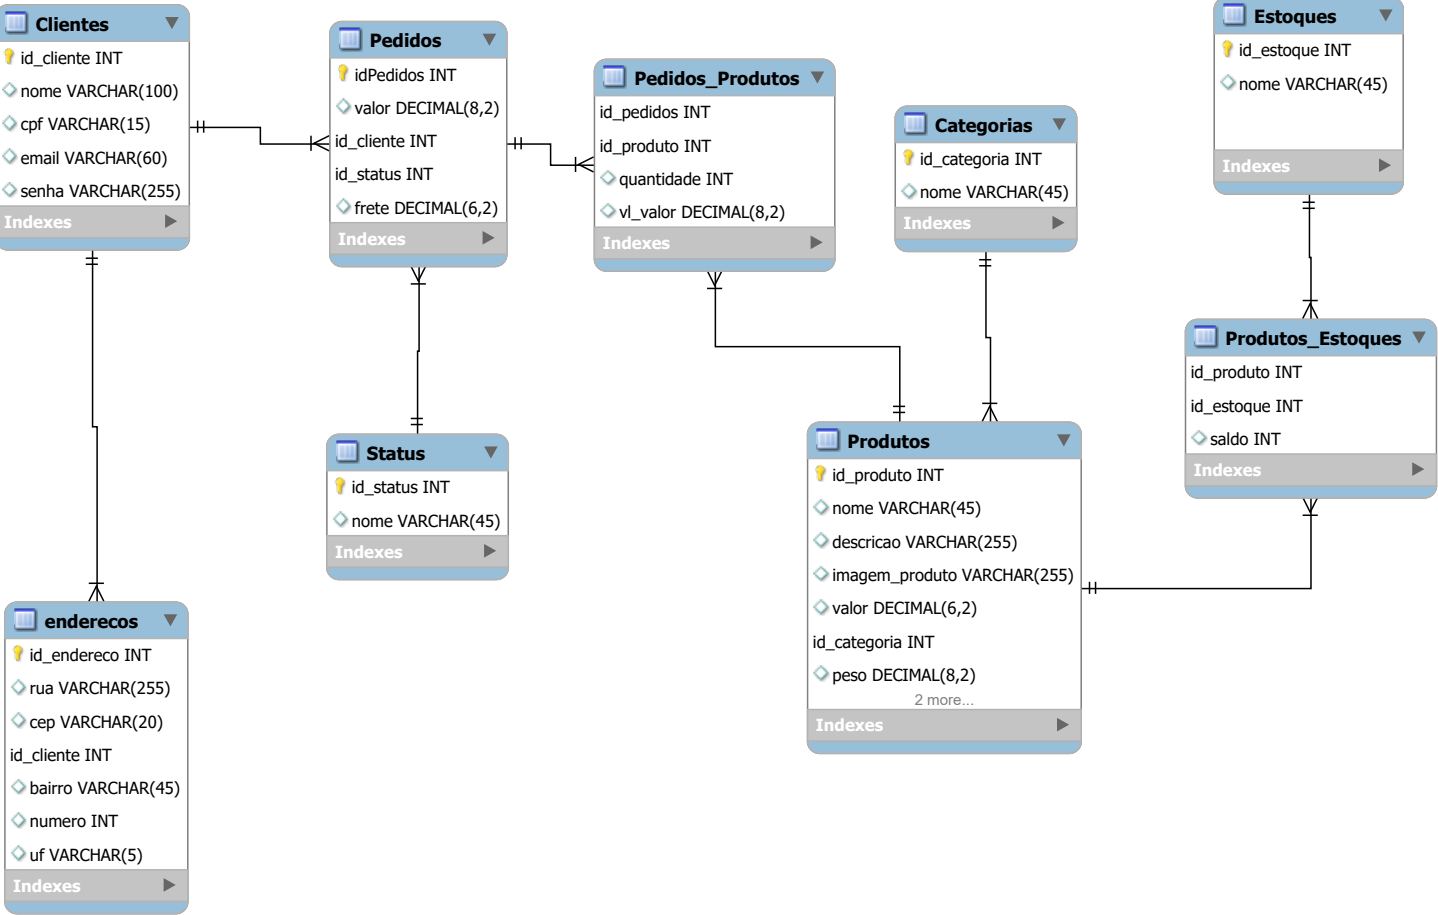 Clientes
id_cliente INT
nome VARCHAR(100)
cpf VARCHAR(15)
email VARCHAR(60)
senha VARCHAR(255)
Indexes
Pedidos
idPedidos INT
valor DECIMAL(8,2)
id_cliente INT
id_status INT
frete DECIMAL(6,2)
Indexes
Pedidos_Produtos
id_pedidos INT
id_produto INT
quantidade INT
vl_valor DECIMAL(8,2)
Indexes
Categorias
id_categoria INT
nome VARCHAR(45)
Indexes
Estoques
id_estoque INT
nome VARCHAR(45)
Indexes
Produtos_Estoques
id_produto INT
id_estoque INT
saldo INT
Indexes
Status
id_status INT
nome VARCHAR(45)
Indexes
Produtos
id_produto INT
nome VARCHAR(45)
descricao VARCHAR(255)
imagem_produto VARCHAR(255)
valor DECIMAL(6,2)
id_categoria INT
peso DECIMAL(8,2)
2 more...
Indexes
enderecos
id_endereco INT
rua VARCHAR(255)
cep VARCHAR(20)
id_cliente INT
bairro VARCHAR(45)
numero INT
uf VARCHAR(5)
Indexes